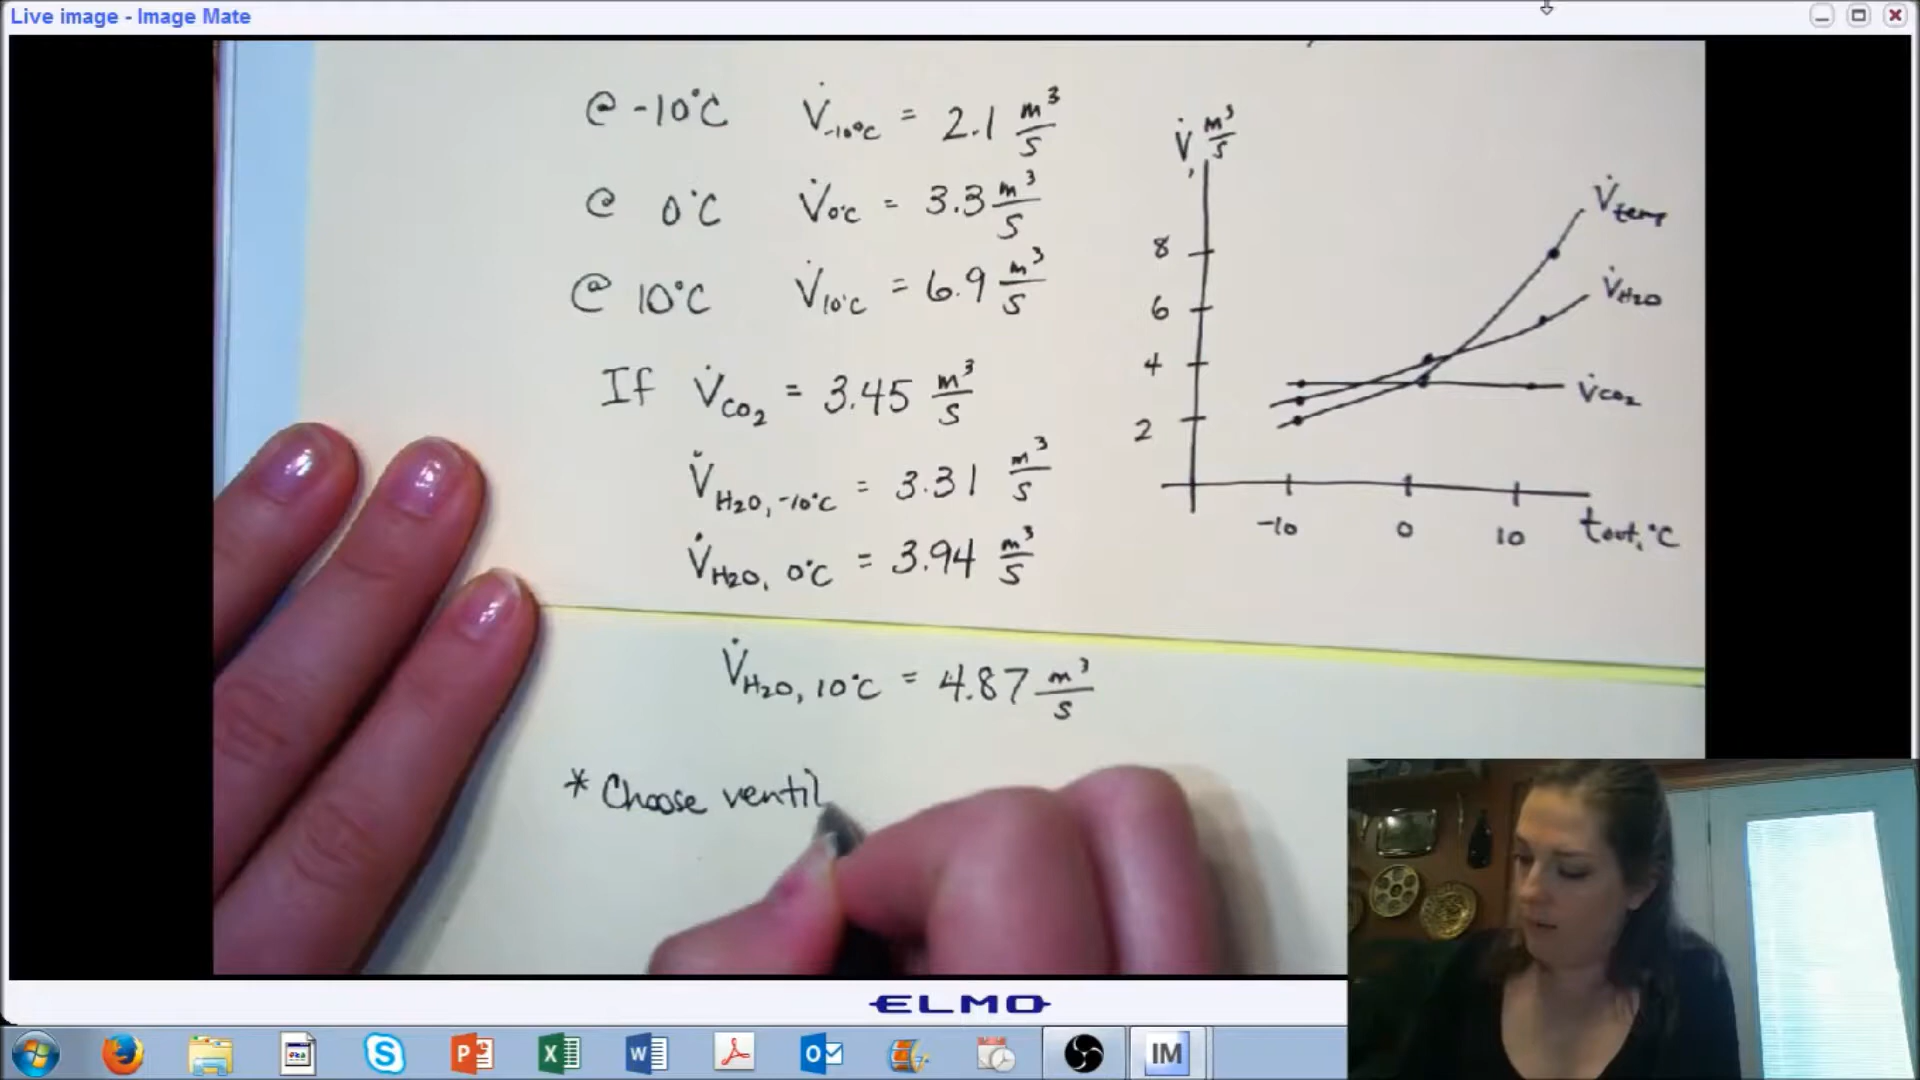 Live image - Image Mate
@ -10°C V̇-10°C = 2.1 m³/s
@ 0°C V̇0°C = 3.3 m³/s
@ 10°C V̇10°C = 6.9 m³/s
If V̇CO₂ = 3.45 m³/s
V̇H₂O, -10°C = 3.31 m³/s
V̇H₂O, 0°C = 3.94 m³/s
V̇H₂O, 10°C = 4.87 m³/s
* Choose ventil
V̇, m³/s
8
6
4
2
-10 0 10 tout, °C
V̇temp
V̇H₂O
V̇CO₂
ELMO
IM